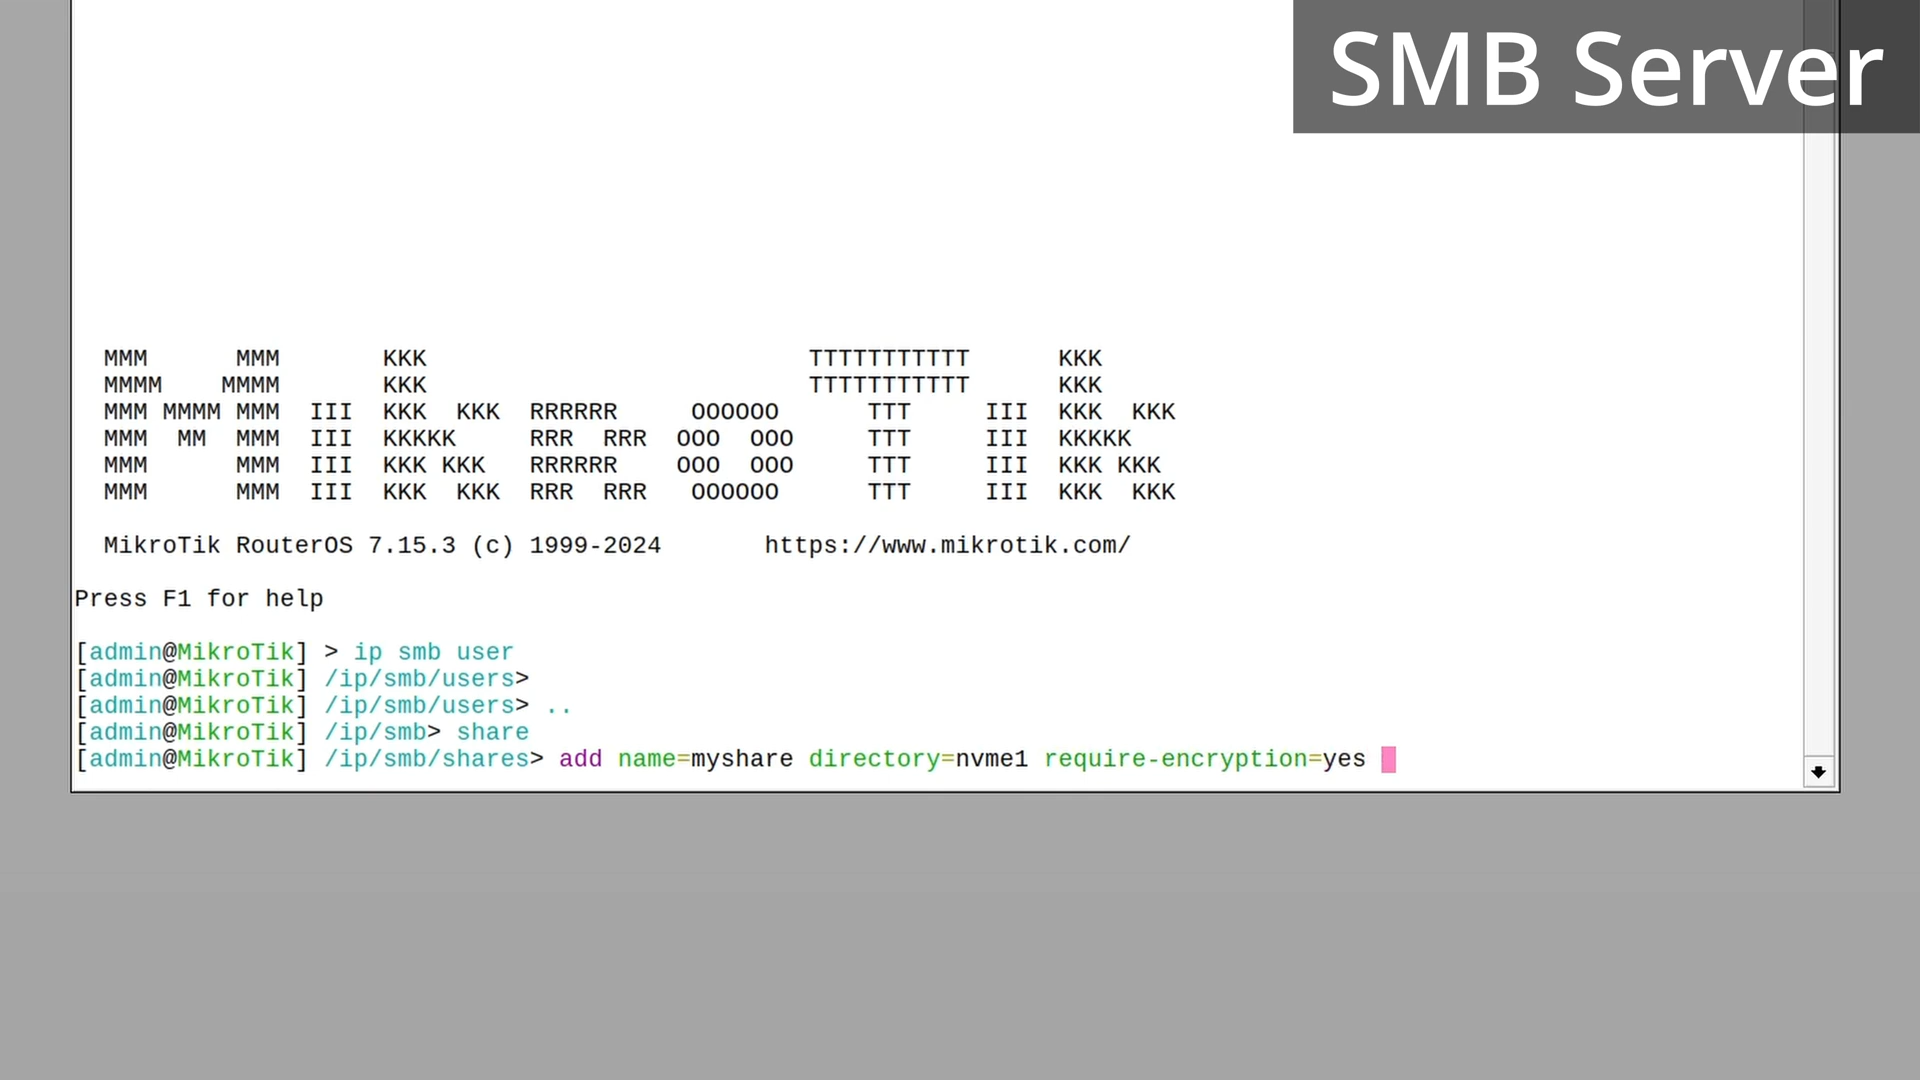 SMB Server
MMM      MMM       KKK                          TTTTTTTTTTT      KKK
MMMM    MMMM       KKK                          TTTTTTTTTTT      KKK
MMM MMMM MMM  III  KKK  KKK  RRRRRR     OOOOOO      TTT     III  KKK  KKK
MMM  MM  MMM  III  KKKKK     RRR  RRR  OOO  OOO     TTT     III  KKKKK
MMM      MMM  III  KKK KKK   RRRRRR    OOO  OOO     TTT     III  KKK KKK
MMM      MMM  III  KKK  KKK  RRR  RRR   OOOOOO      TTT     III  KKK  KKK
MikroTik RouterOS 7.15.3 (c) 1999-2024       https://www.mikrotik.com/
Press F1 for help
[admin@MikroTik] > ip smb user
[admin@MikroTik] /ip/smb/users>
[admin@MikroTik] /ip/smb/users> ..
[admin@MikroTik] /ip/smb> share
[admin@MikroTik] /ip/smb/shares> add name=myshare directory=nvme1 require-encryption=yes